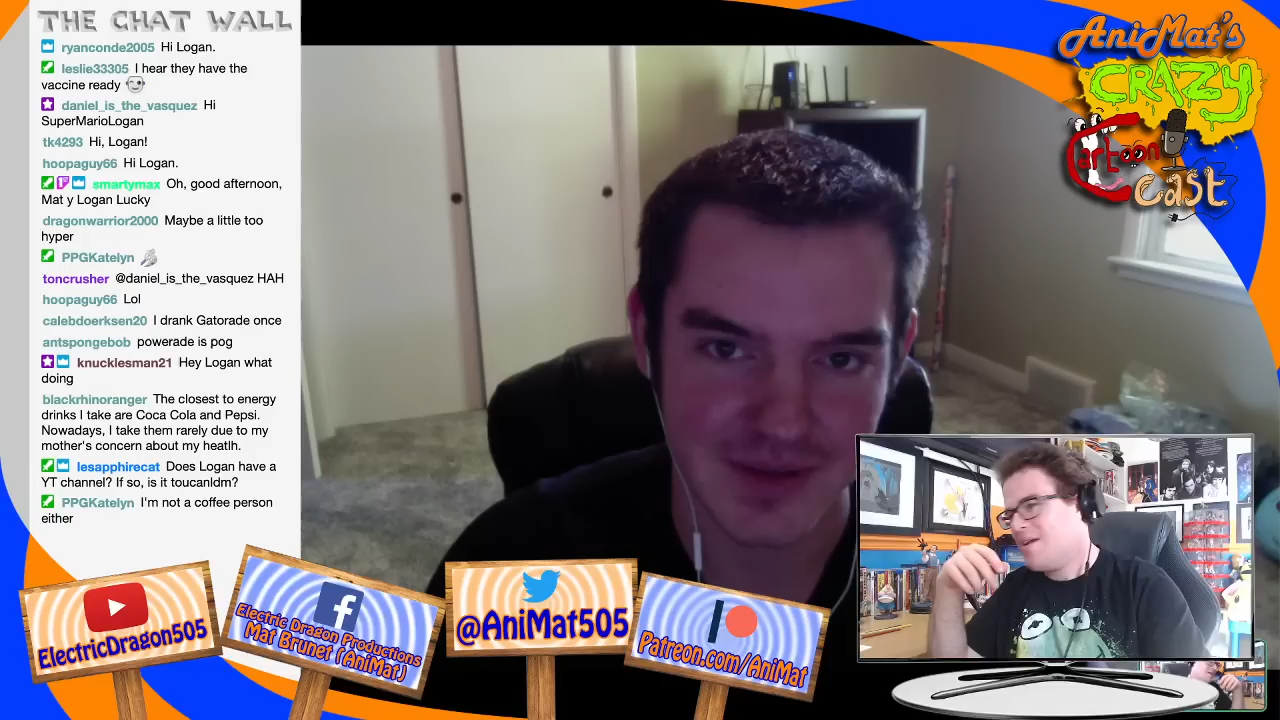 THE CHAT WALL
ryanconde2005 Hi Logan.
leslie33305 I hear they have the
vaccine ready
daniel_is_the_vasquez Hi
SuperMarioLogan
tk4293 Hi, Logan!
hoopaguy66 Hi Logan.
smartymax Oh, good afternoon,
Mat y Logan Lucky
dragonwarrior2000 Maybe a little too
hyper
PPGKatelyn
toncrusher @daniel_is_the_vasquez HAH
hoopaguy66 Lol
calebdoerksen20 I drank Gatorade once
antspongebob powerade is pog
knucklesman21 Hey Logan what
doing
blackrhinoranger The closest to energy
drinks I take are Coca Cola and Pepsi.
Nowadays, I take them rarely due to my
mother's concern about my heatlh.
lesapphirecat Does Logan have a
YT channel? If so, is it toucanldm?
PPGKatelyn I'm not a coffee person
either
AniMat's
CRAZY
CarToon
Cast
ElectricDragon505
Electric Dragon Productions
Mat Brunet (AniMat)
@AniMat505
Patreon.com/AniMat